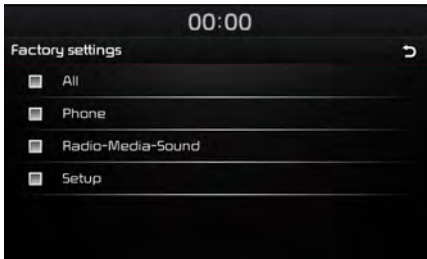 00:00
Factory settings
All
Phone
Radio-Media-Sound
Setup